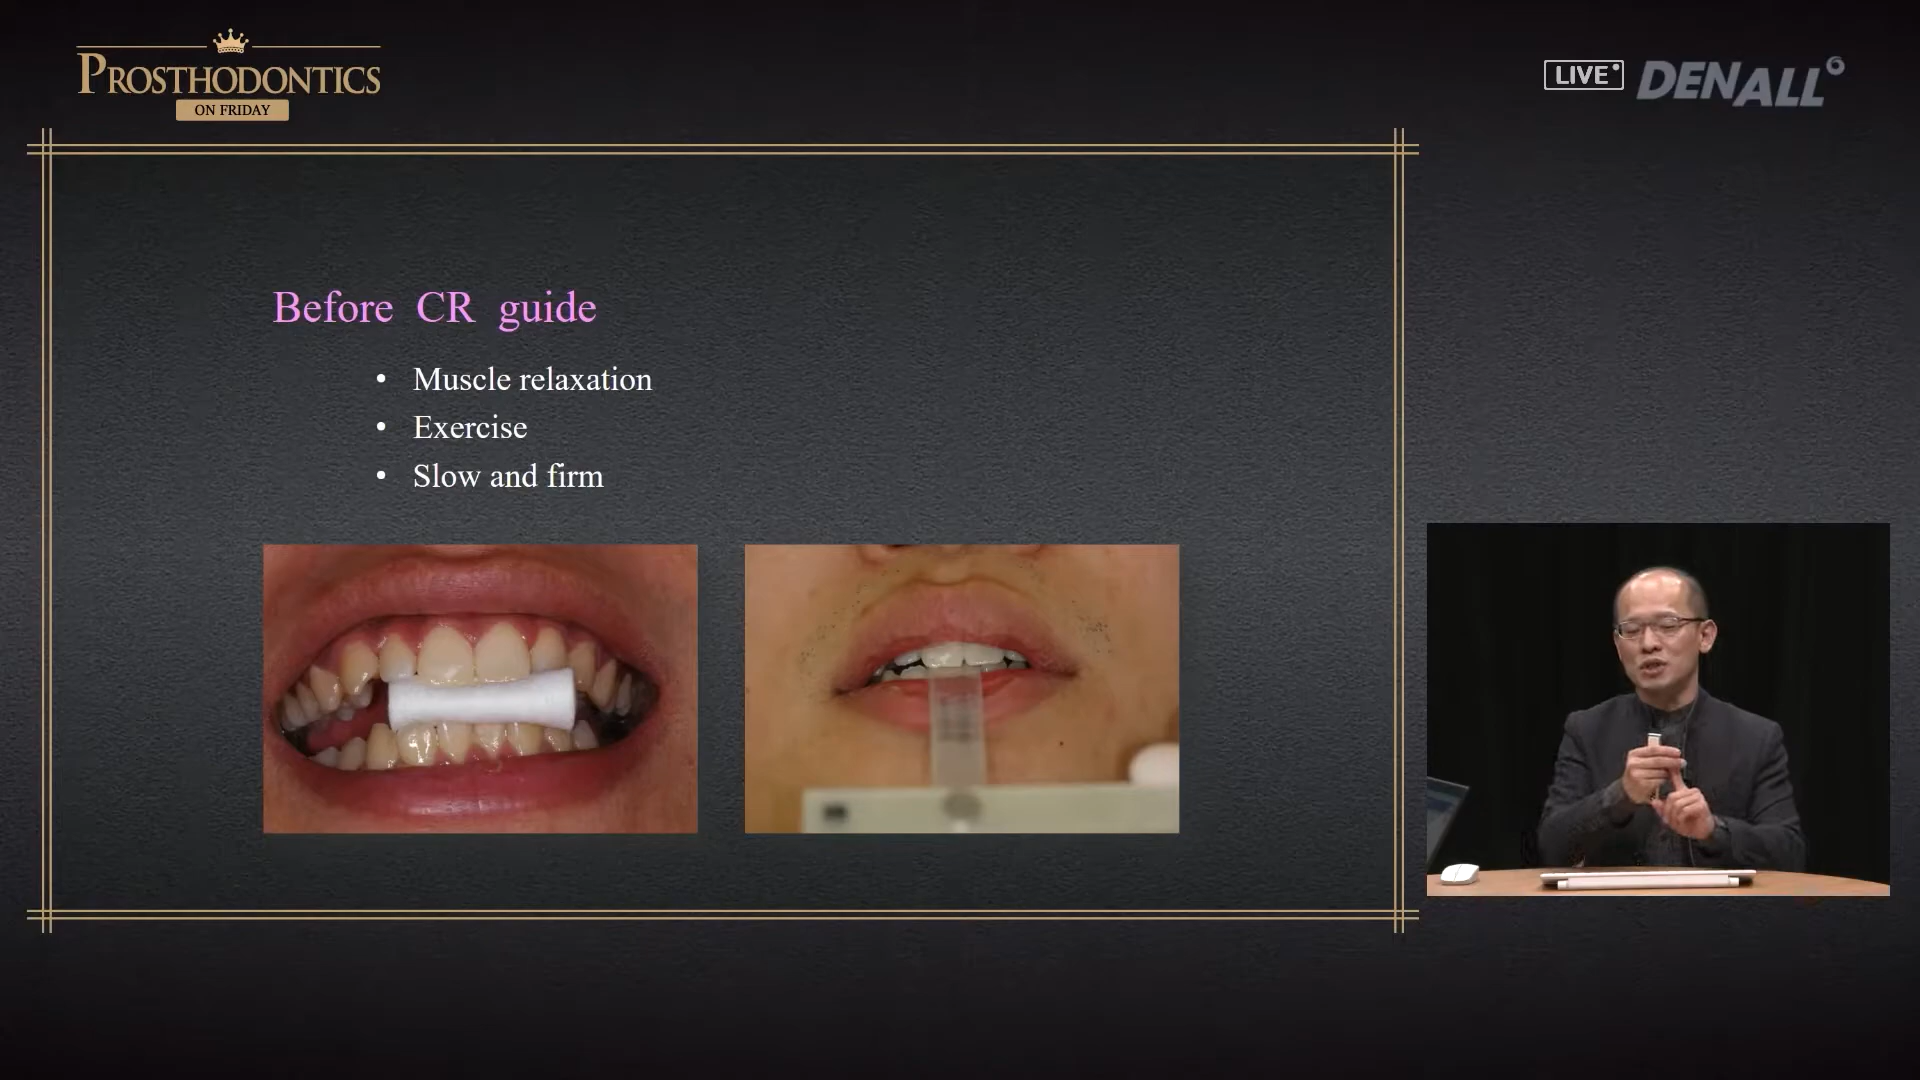 PROSTHODONTICS
ON FRIDAY
LIVE
DENALL
Before CR guide
• Muscle relaxation
• Exercise
• Slow and firm